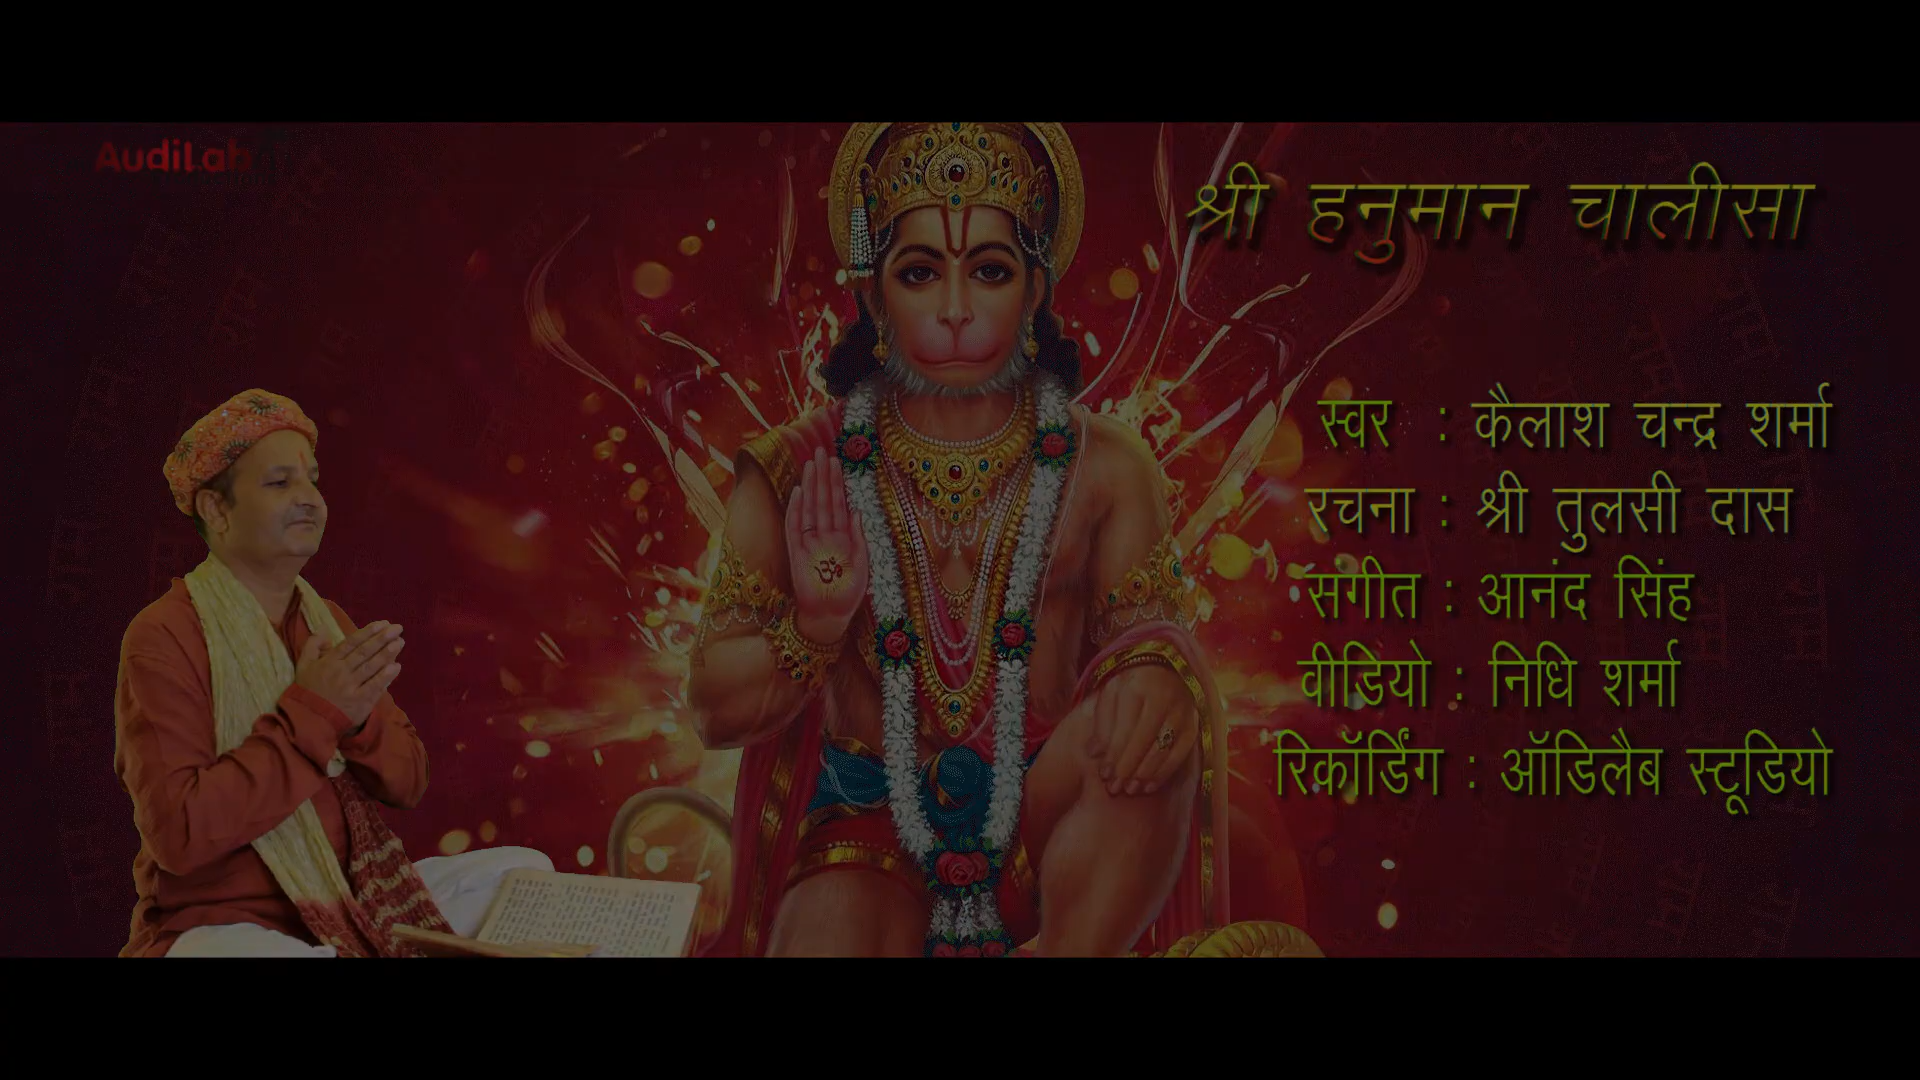 AudiLab
श्री हनुमान चालीसा
स्वर : कैलाश चन्द्र शर्मा
रचना : श्री तुलसी दास
संगीत : आनंद सिंह
वीडियो : निधि शर्मा
रिकॉर्डिंग : ऑडिलैब स्टूडियो
ॐ